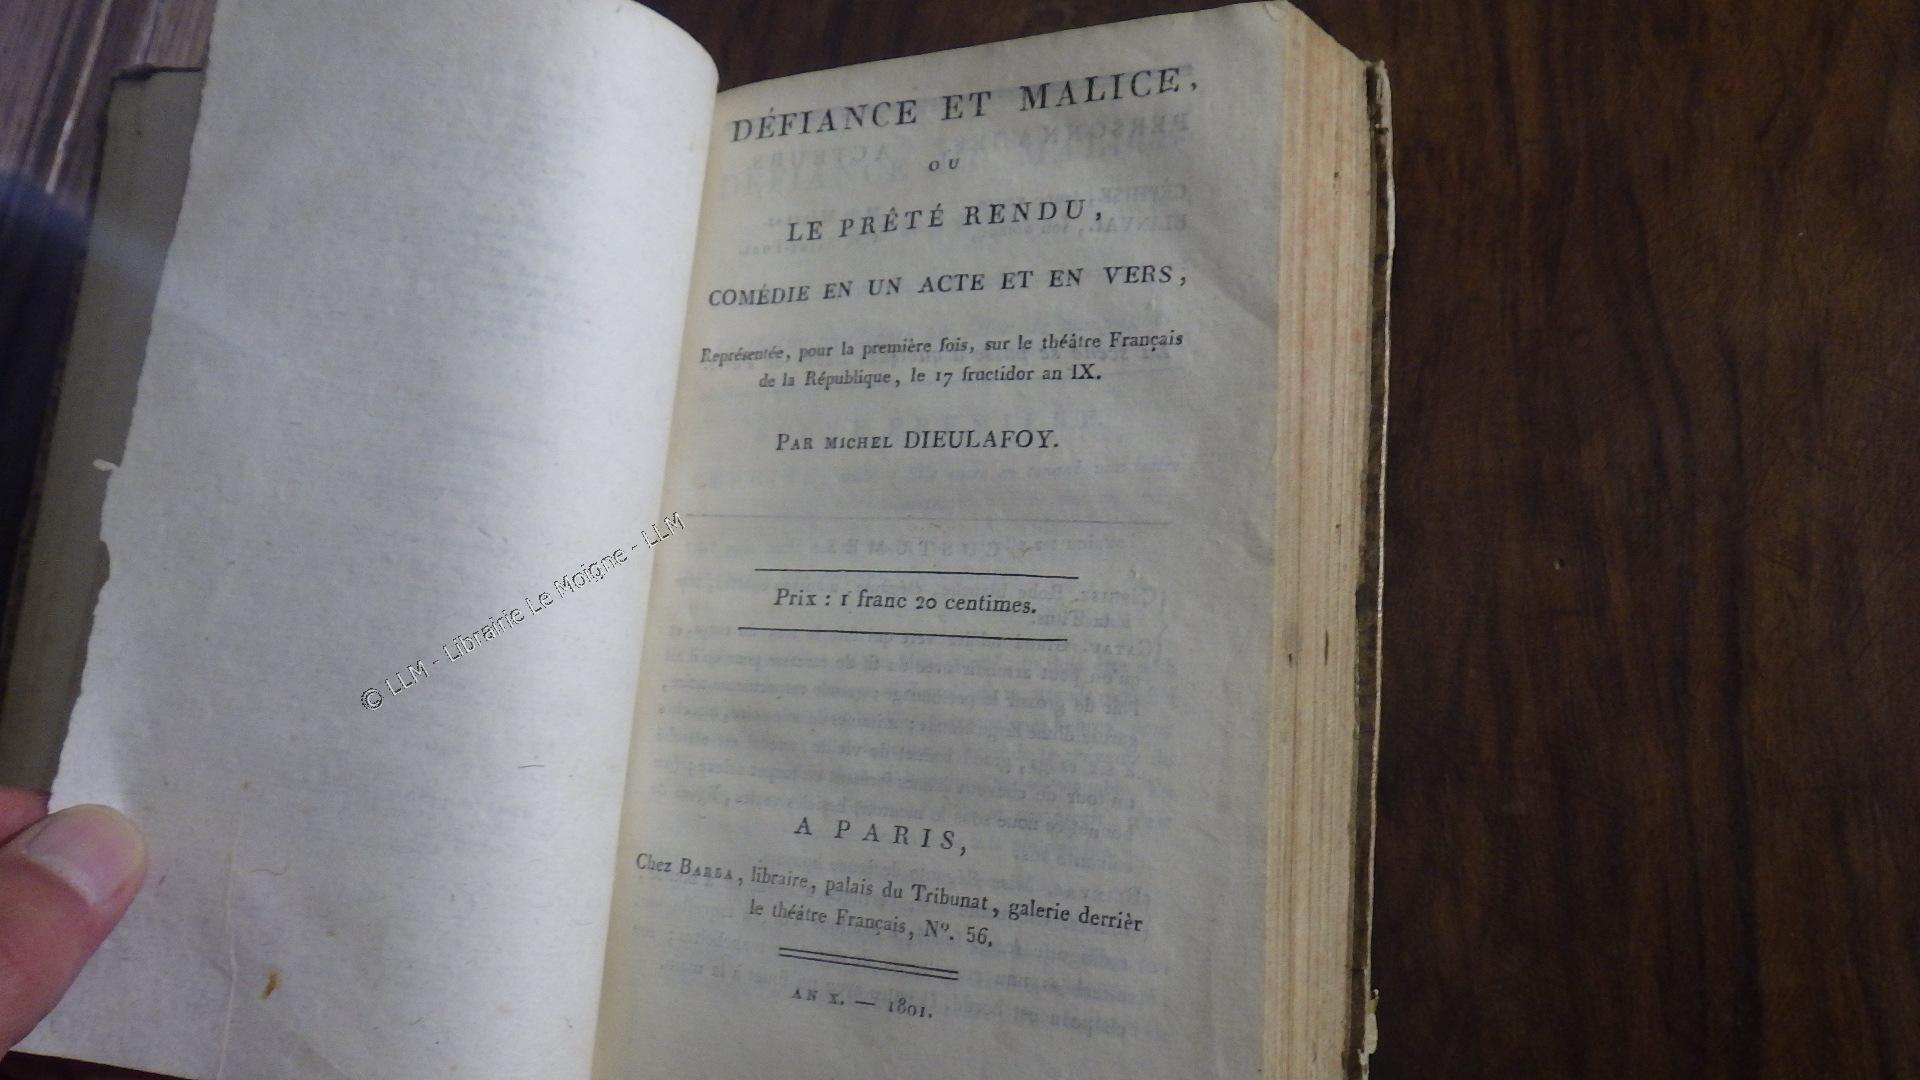 DÉFIANCE ET MALICE,
OU
LE PRÊTÉ RENDU,
COMÉDIE EN UN ACTE ET EN VERS,
Représentée, pour la première fois, sur le théâtre Français
de la République, le 17 fructidor an IX.
PAR MICHEL DIEULAFOY.
Prix : 1 franc 20 centimes.
A PARIS,
Chez BARBA, libraire, palais du Tribunat, galerie derrièr
le théâtre Français, Nº. 56.
AN X. — 1801.
© LLM - Librairie Le Moigne - LLM